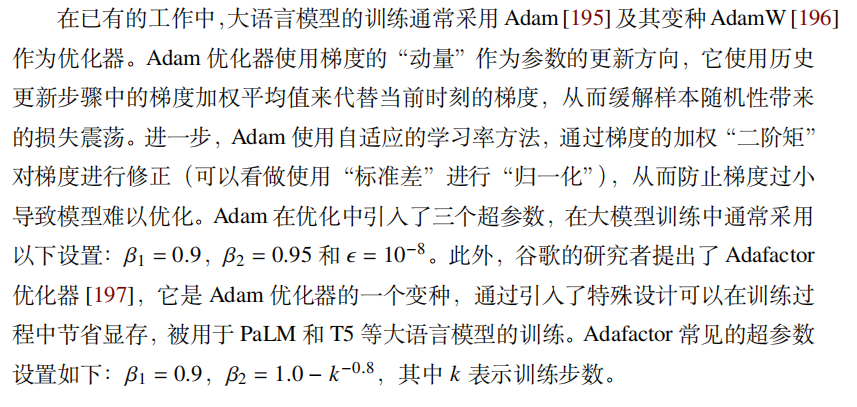 在已有的工作中,大语言模型的训练通常采用 Adam [195] 及其变种 AdamW [196]
作为优化器。Adam 优化器使用梯度的“动量”作为参数的更新方向，它使用历史
更新步骤中的梯度加权平均值来代替当前时刻的梯度，从而缓解样本随机性带来
的损失震荡。进一步，Adam 使用自适应的学习率方法，通过梯度的加权“二阶矩”
对梯度进行修正（可以看做使用“标准差”进行“归一化”），从而防止梯度过小
导致模型难以优化。Adam 在优化中引入了三个超参数，在大模型训练中通常采用
以下设置：β₁ = 0.9，β₂ = 0.95 和 ϵ = 10⁻⁸。此外，谷歌的研究者提出了 Adafactor
优化器 [197]，它是 Adam 优化器的一个变种，通过引入了特殊设计可以在训练过
程中节省显存，被用于 PaLM 和 T5 等大语言模型的训练。Adafactor 常见的超参数
设置如下：β₁ = 0.9，β₂ = 1.0 − k⁻⁰·⁸，其中 k 表示训练步数。